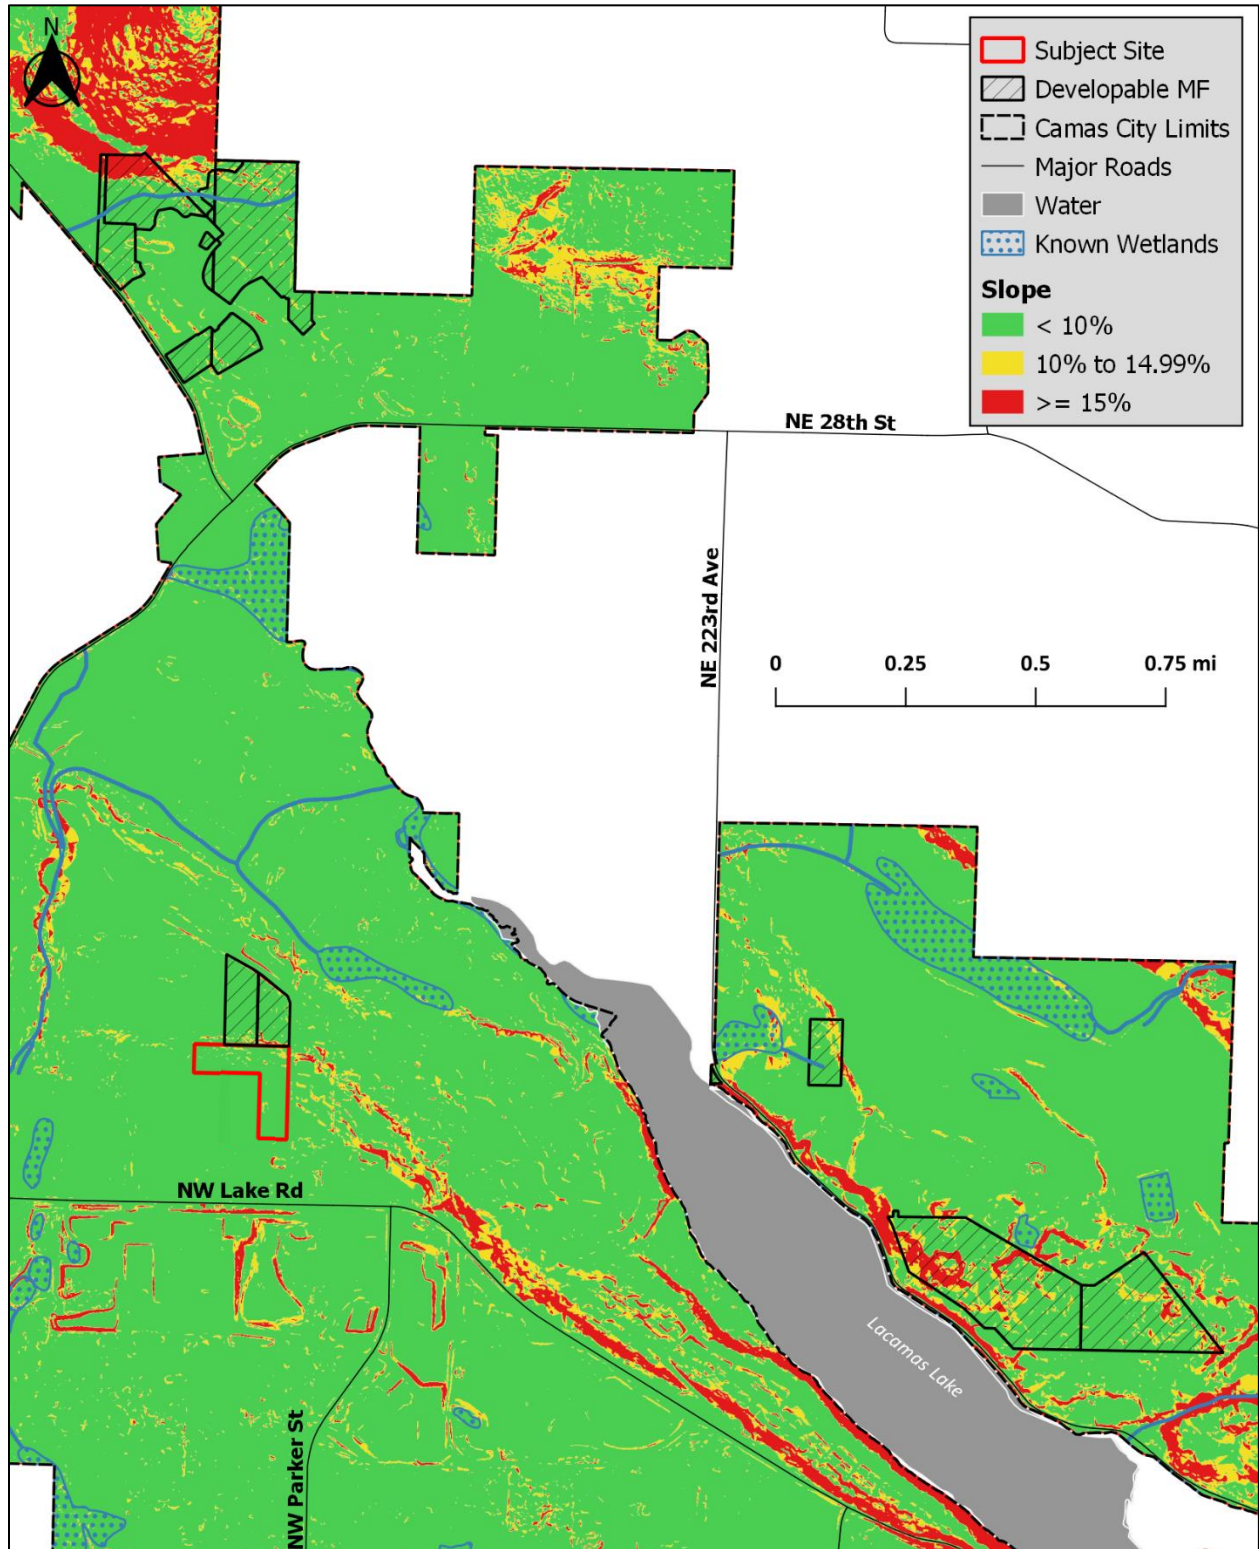 N
Subject Site
Developable MF
Camas City Limits
Major Roads
Water
Known Wetlands
Slope
< 10%
10% to 14.99%
>= 15%
NE 28th St
NE 223rd Ave
0 0.25 0.5 0.75 mi
NW Lake Rd
Lacamas Lake
NW Parker St